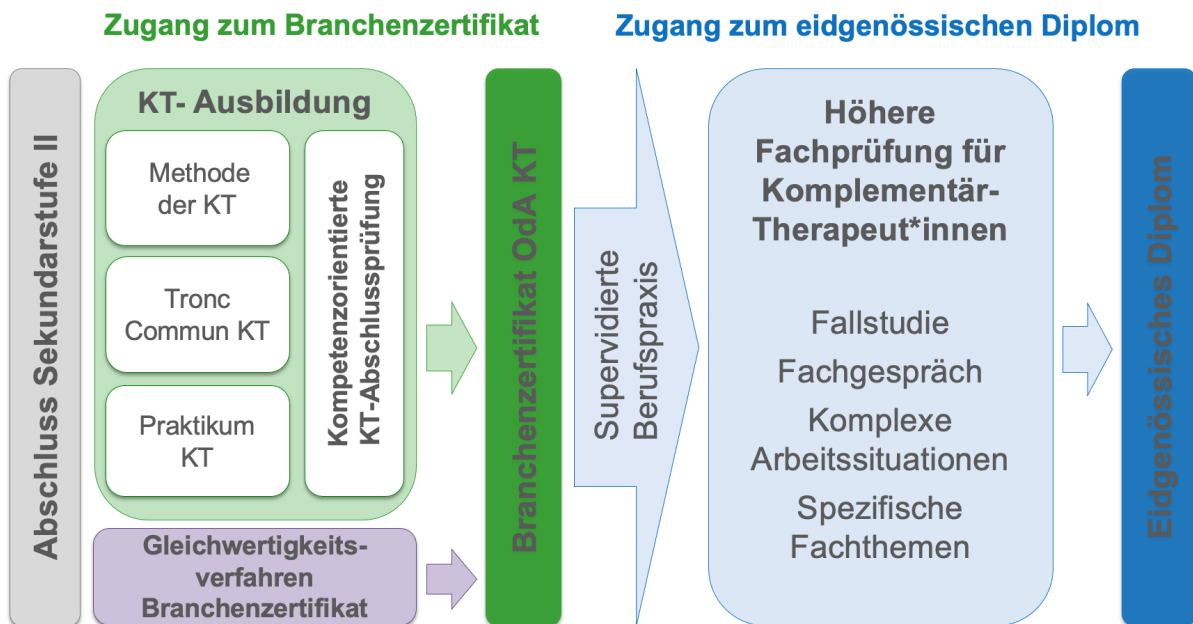 Zugang zum Branchenzertifikat
Zugang zum eidgenössischen Diplom
Abschluss Sekundarstufe II
KT- Ausbildung
Methode
der KT
Tronc
Commun KT
Praktikum
KT
Kompetenzorientierte
KT-Abschlussprüfung
Gleichwertigkeits-
verfahren
Branchenzertifikat
Branchenzertifikat OdA KT
Supervidierte
Berufspraxis
Höhere
Fachprüfung für
Komplementär-
Therapeut*innen
Fallstudie
Fachgespräch
Komplexe
Arbeitssituationen
Spezifische
Fachthemen
Eidgenössisches Diplom